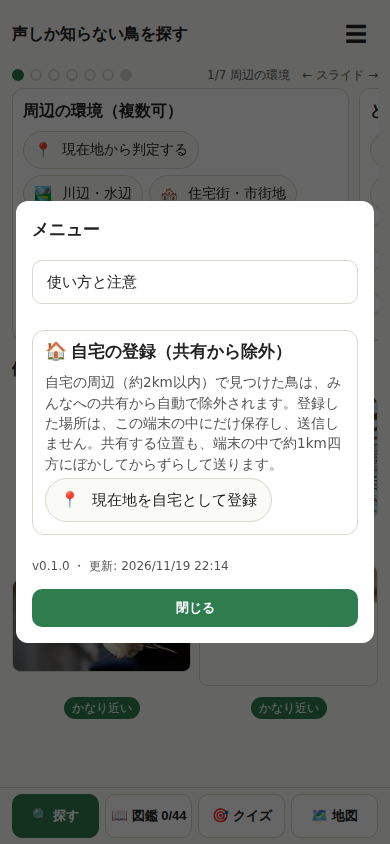 声しか知らない鳥を探す
1/7 周辺の環境 ← スライド →
周辺の環境（複数可）
現在地から判定する
川辺・水辺 住宅街・市街地
メニュー
使い方と注意
自宅の登録（共有から除外）
自宅の周辺（約2km以内）で見つけた鳥は、み
んなへの共有から自動で除外されます。登録し
た場所は、この端末の中にだけ保存し、送信し
ません。共有する位置も、端末の中で約1km四
方にぼかしてからずらして送ります。
現在地を自宅として登録
v0.1.0 ・ 更新: 2026/11/19 22:14
閉じる
かなり近い かなり近い
探す 図鑑 0/44 クイズ 地図